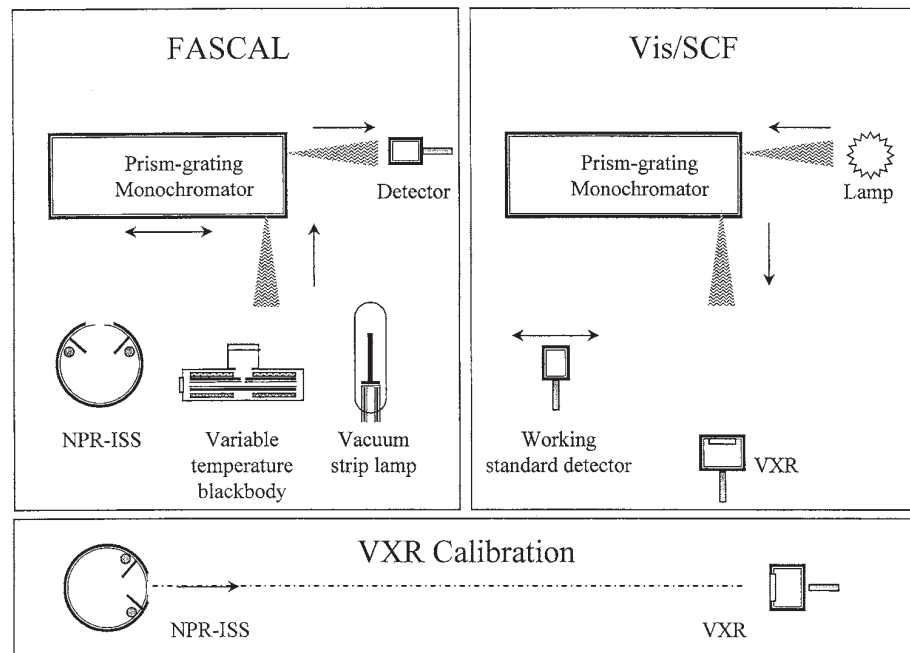 FASCAL
Prism-grating
Monochromator
Detector
NPR-ISS
Variable
temperature
blackbody
Vacuum
strip lamp
Vis/SCF
Prism-grating
Monochromator
Lamp
Working
standard detector
VXR
VXR Calibration
NPR-ISS
VXR